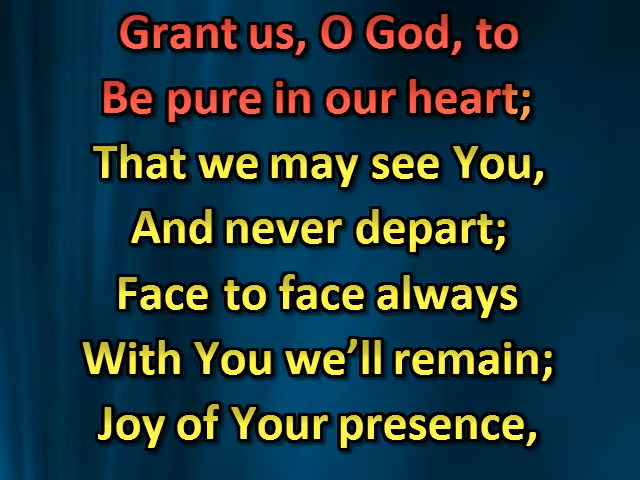 Grant us, O God, to
Be pure in our heart;
That we may see You,
And never depart;
Face to face always
With You we’ll remain;
Joy of Your presence,